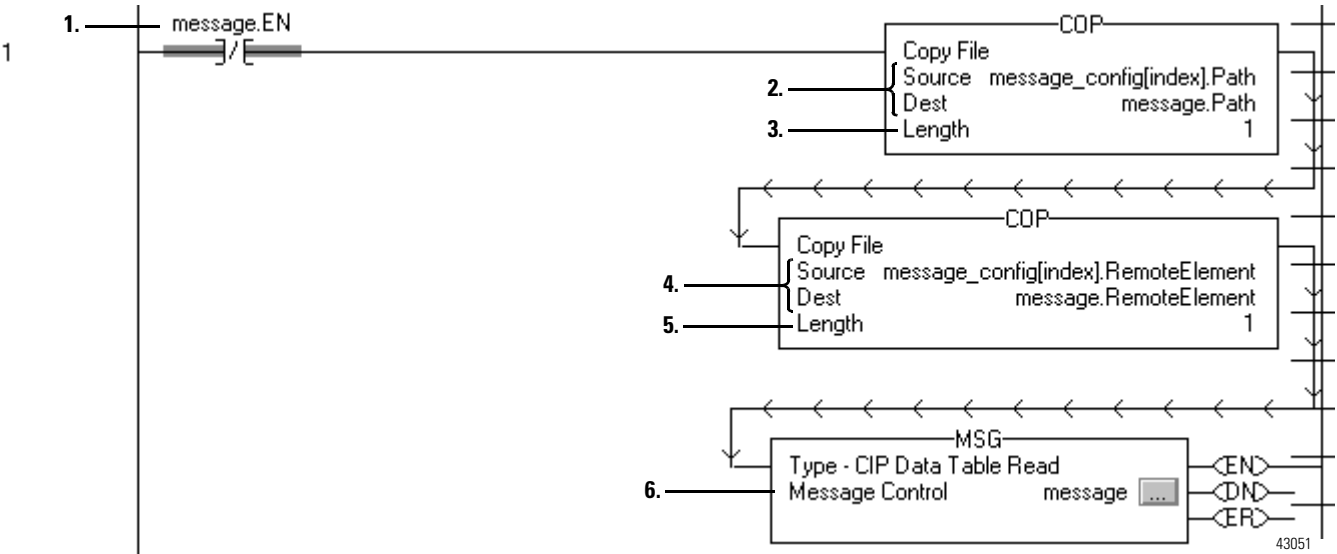 1. message.EN
1
COP
Copy File
2. Source message_config[index].Path
Dest message.Path
3. Length 1
COP
Copy File
4. Source message_config[index].RemoteElement
Dest message.RemoteElement
5. Length 1
MSG
Type - CIP Data Table Read
EN
6. Message Control message ...
DN
ER
43051